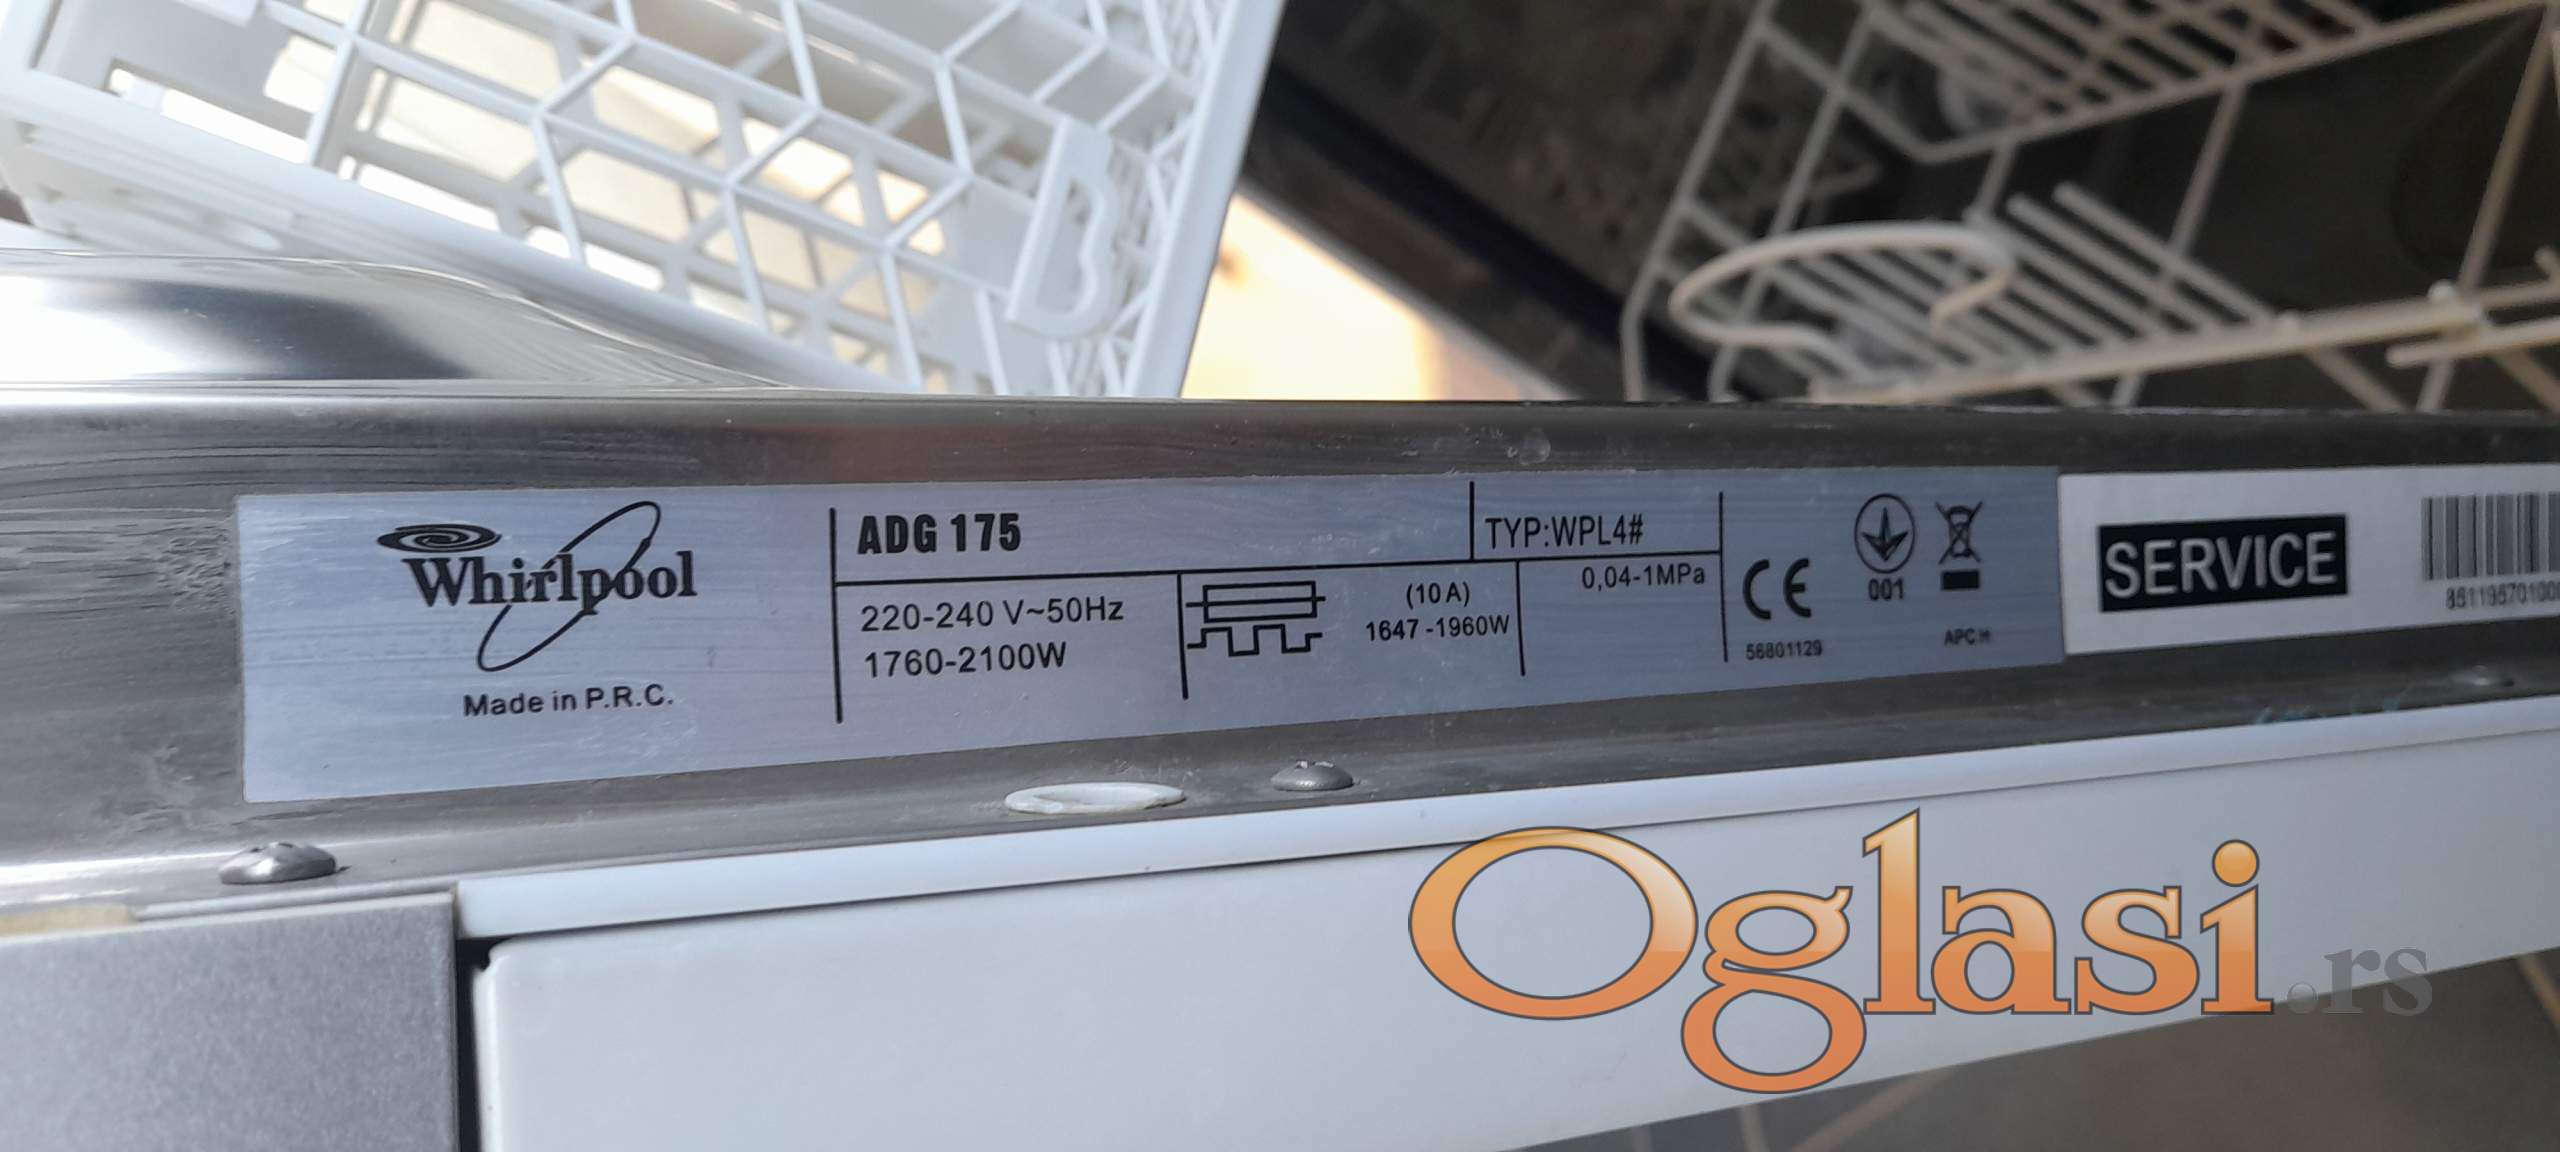 Whirlpool
Made in P.R.C.
ADG 175
TYP:WPL4#
220-240 V~50Hz
1760-2100W
(10 A)
1647 -1960W
0,04-1MPa
CE
56801129
001
APC H
SERVICE
Oglasi.rs